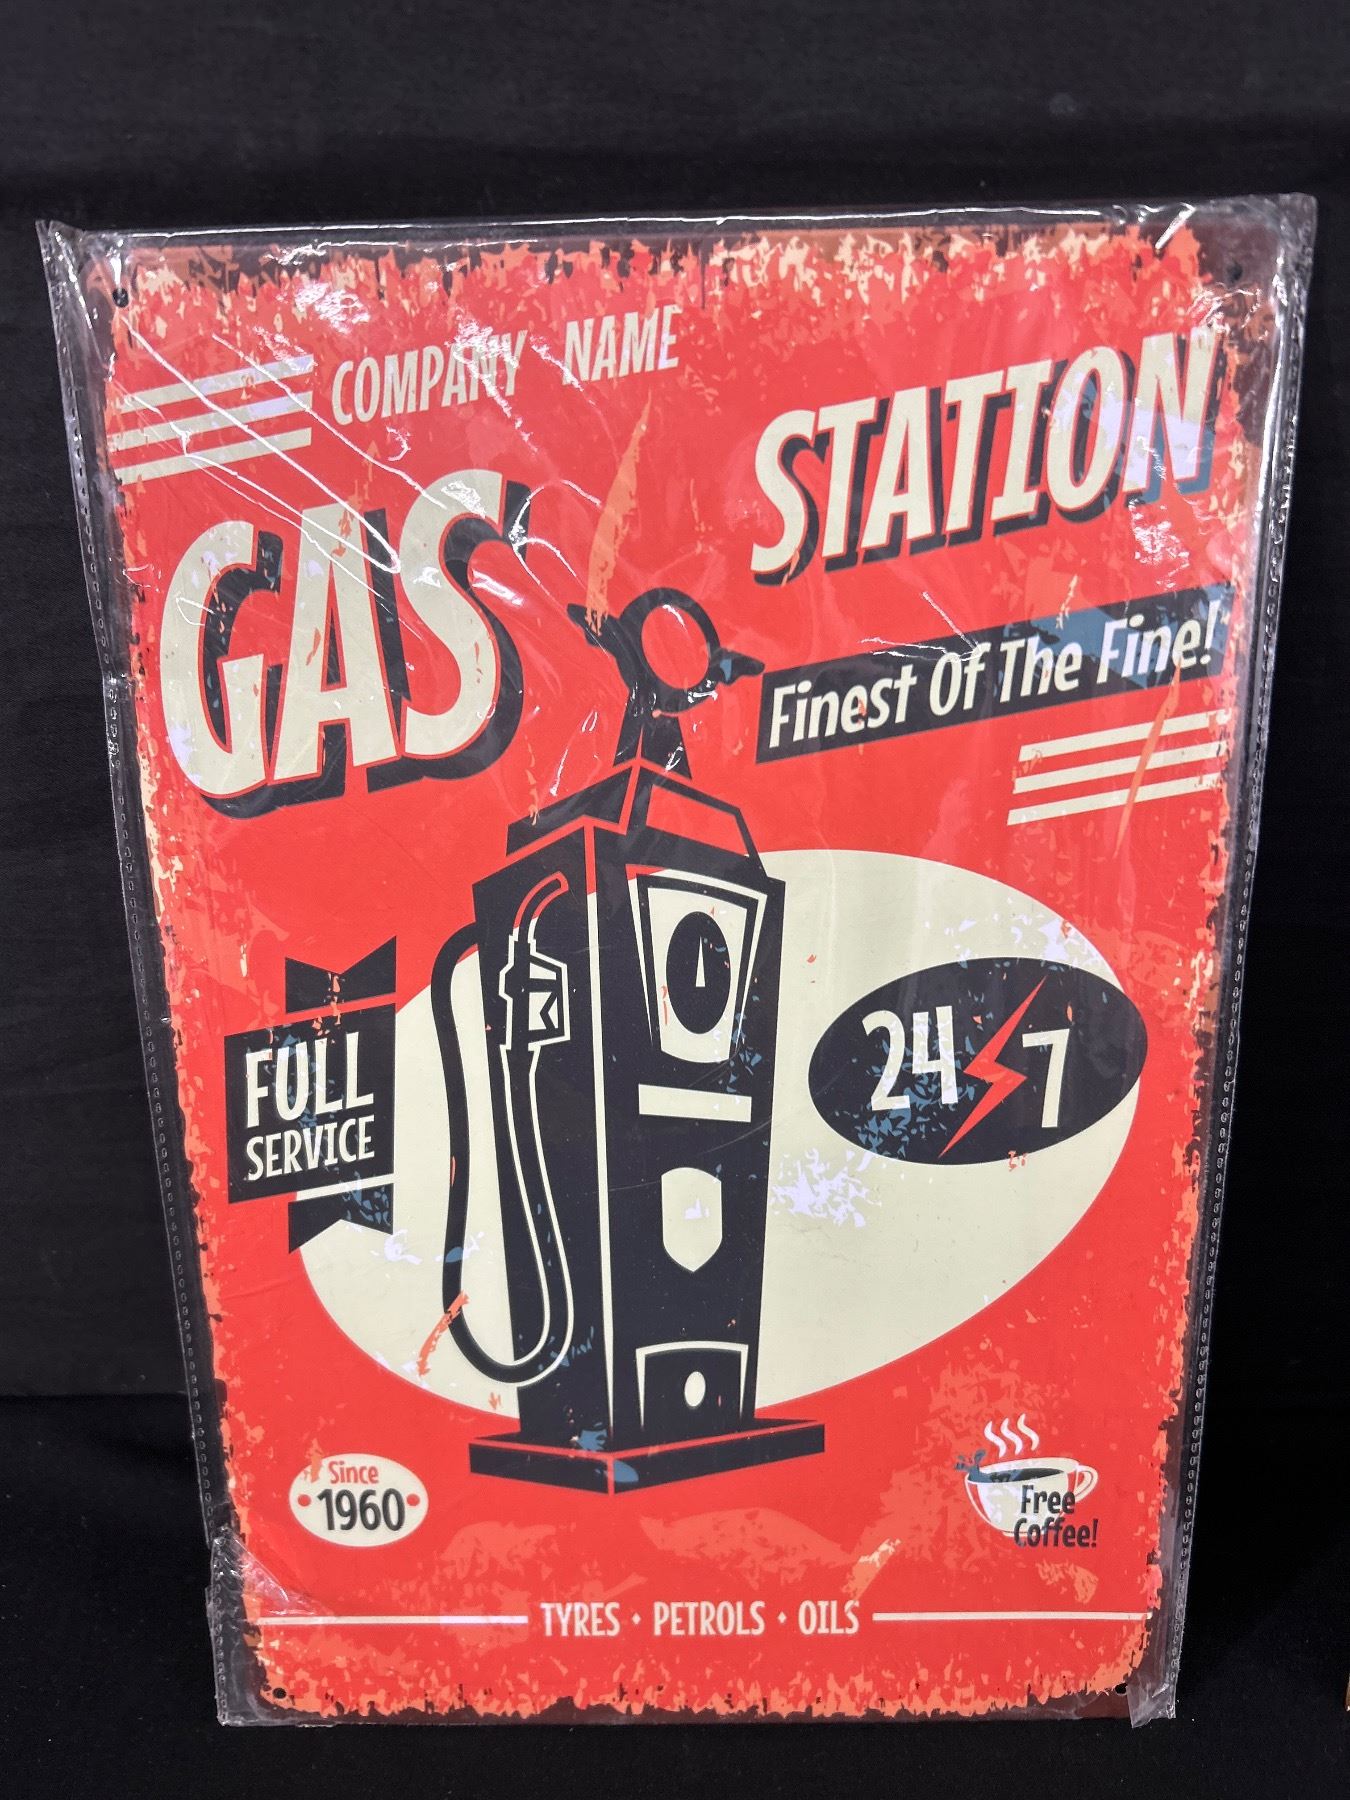 COMPANY NAME
GAS
STATION
Finest Of The Fine!
FULL
SERVICE
24 7
Since
1960
Free
Coffee!
TYRES • PETROLS • OILS